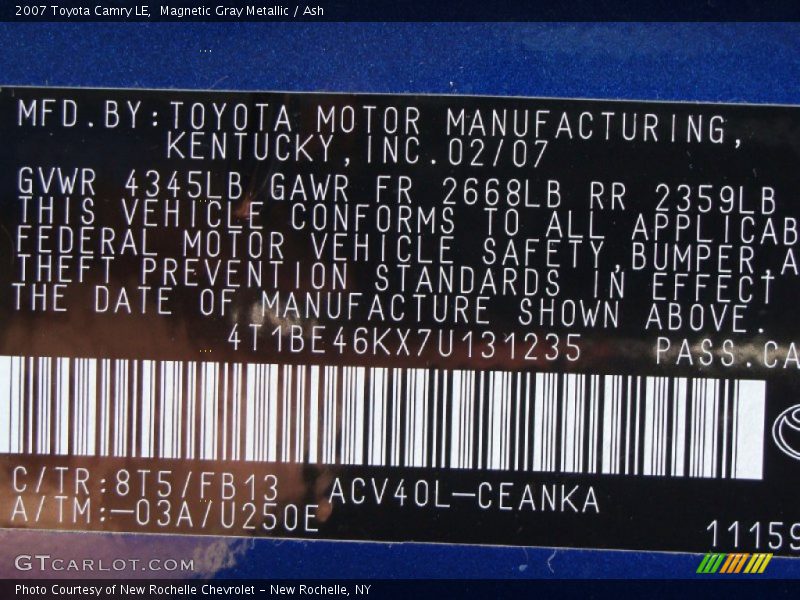 2007 Toyota Camry LE, Magnetic Gray Metallic / Ash
MFD.BY:TOYOTA MOTOR MANUFACTURING,
KENTUCKY,INC.02/07
GVWR 4345LB GAWR FR 2668LB RR 2359LB
THIS VEHICLE CONFORMS TO ALL APPLICAB
FEDERAL MOTOR VEHICLE SAFETY,BUMPER,A
THEFT PREVENTION STANDARDS IN EFFECT
THE DATE OF MANUFACTURE SHOWN ABOVE.
4T1BE46KX7U131235 PASS.CA
C/TR:8T5/FB13 ACV40L-CEANKA
A/TM:-03A/U250E
11159
GTCARLOT.COM
Photo Courtesy of New Rochelle Chevrolet - New Rochelle, NY